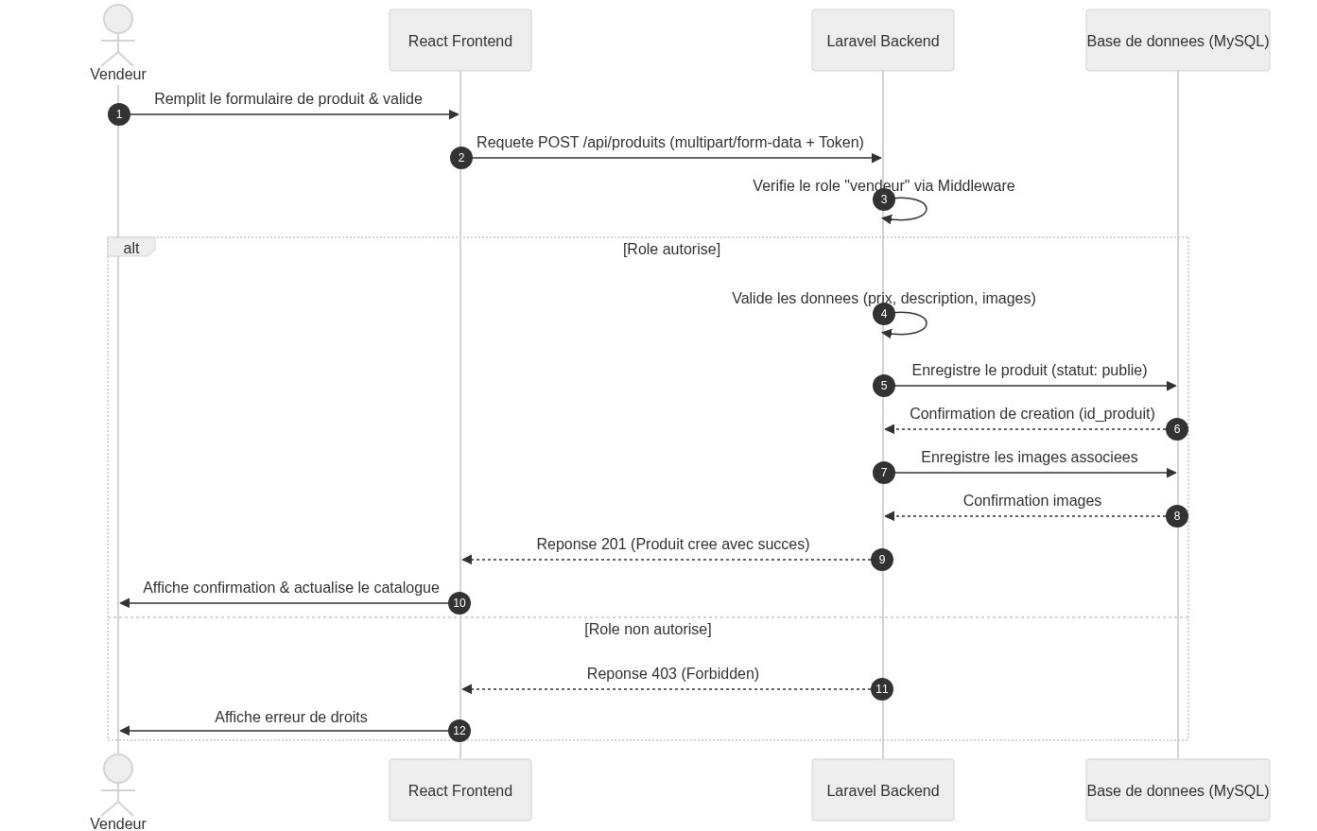 React Frontend
Laravel Backend
Base de donnees (MySQL)
Vendeur
Remplit le formulaire de produit & valide
1
Requete POST /api/produits (multipart/form-data + Token)
2
Verifie le role "vendeur" via Middleware
3
alt
[Role autorise]
Valide les donnees (prix, description, images)
4
Enregistre le produit (statut: publie)
5
Confirmation de creation (id_produit)
6
Enregistre les images associees
7
Confirmation images
8
Reponse 201 (Produit cree avec succes)
9
Affiche confirmation & actualise le catalogue
10
[Role non autorise]
Reponse 403 (Forbidden)
11
Affiche erreur de droits
12
React Frontend
Laravel Backend
Base de donnees (MySQL)
Vendeur